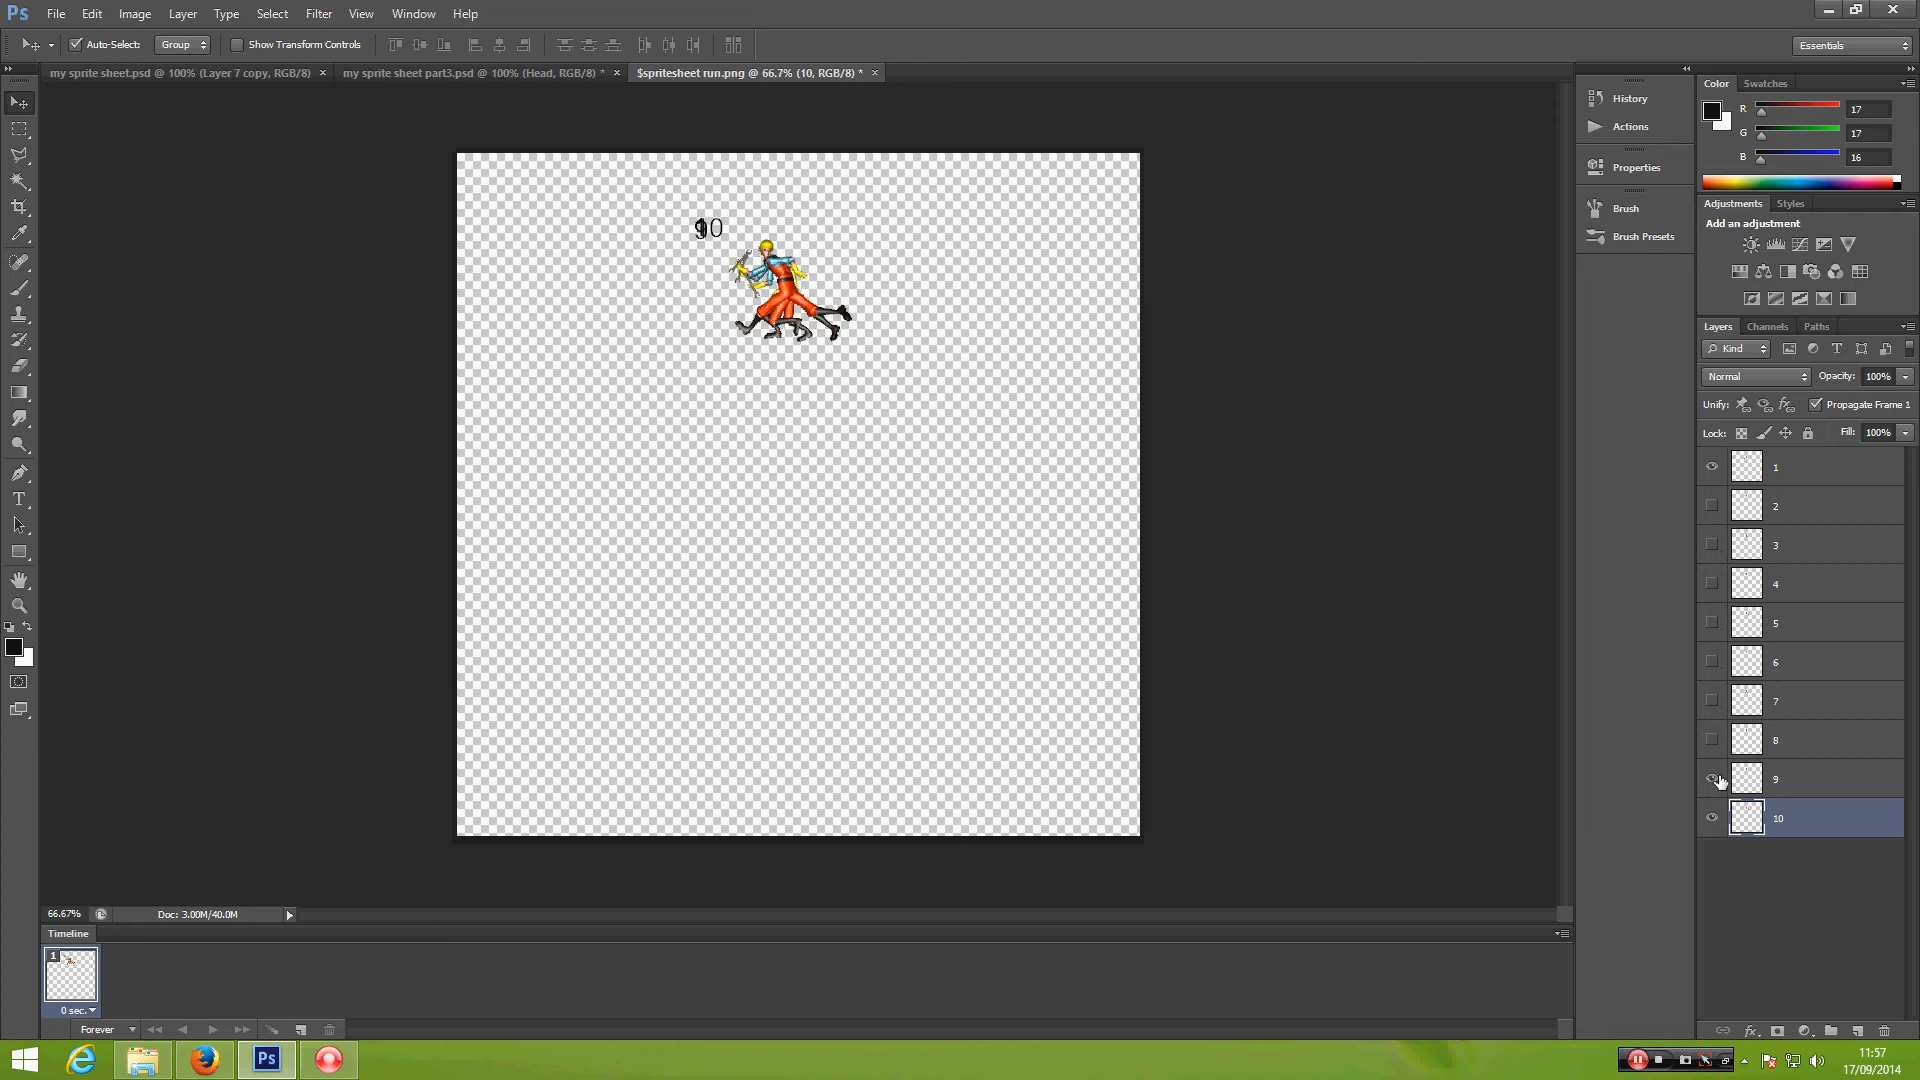 Ps File Edit Image Layer Type Select Filter View Window Help
Auto-Select: Group Show Transform Controls Essentials
my sprite sheet.psd @ 100% (Layer 7 copy, RGB/8) × my sprite sheet part3.psd @ 100% (Head, RGB/8) * × $spritesheet run.png @ 66.7% (10, RGB/8) * ×
History
Actions
Properties
Brush
Brush Presets
Color Swatches
R 17
G 17
B 16
Adjustments Styles
Add an adjustment
Layers Channels Paths
Kind
Normal Opacity: 100%
Unify: Propagate Frame 1
Lock: Fill: 100%
1
2
3
4
5
6
7
8
9
10
66.67% Doc: 3.00M/40.0M
Timeline
1
0 sec.
Forever
Ps
11:57
17/09/2014